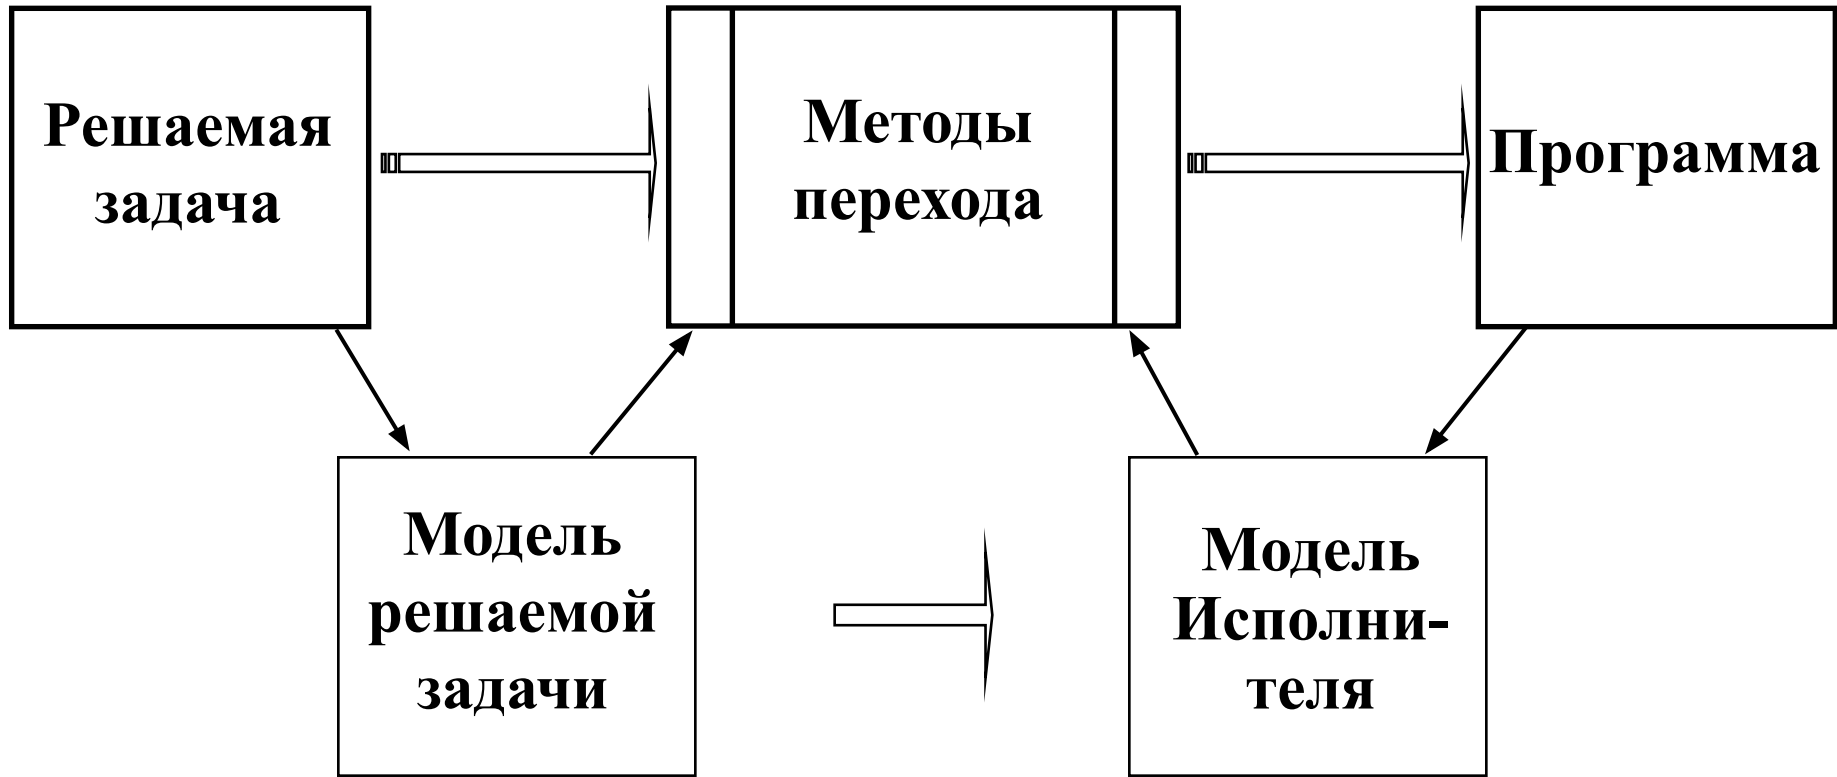 Решаемая
задача
Методы
перехода
Программа
Модель
решаемой
задачи
Модель
Исполни-
теля